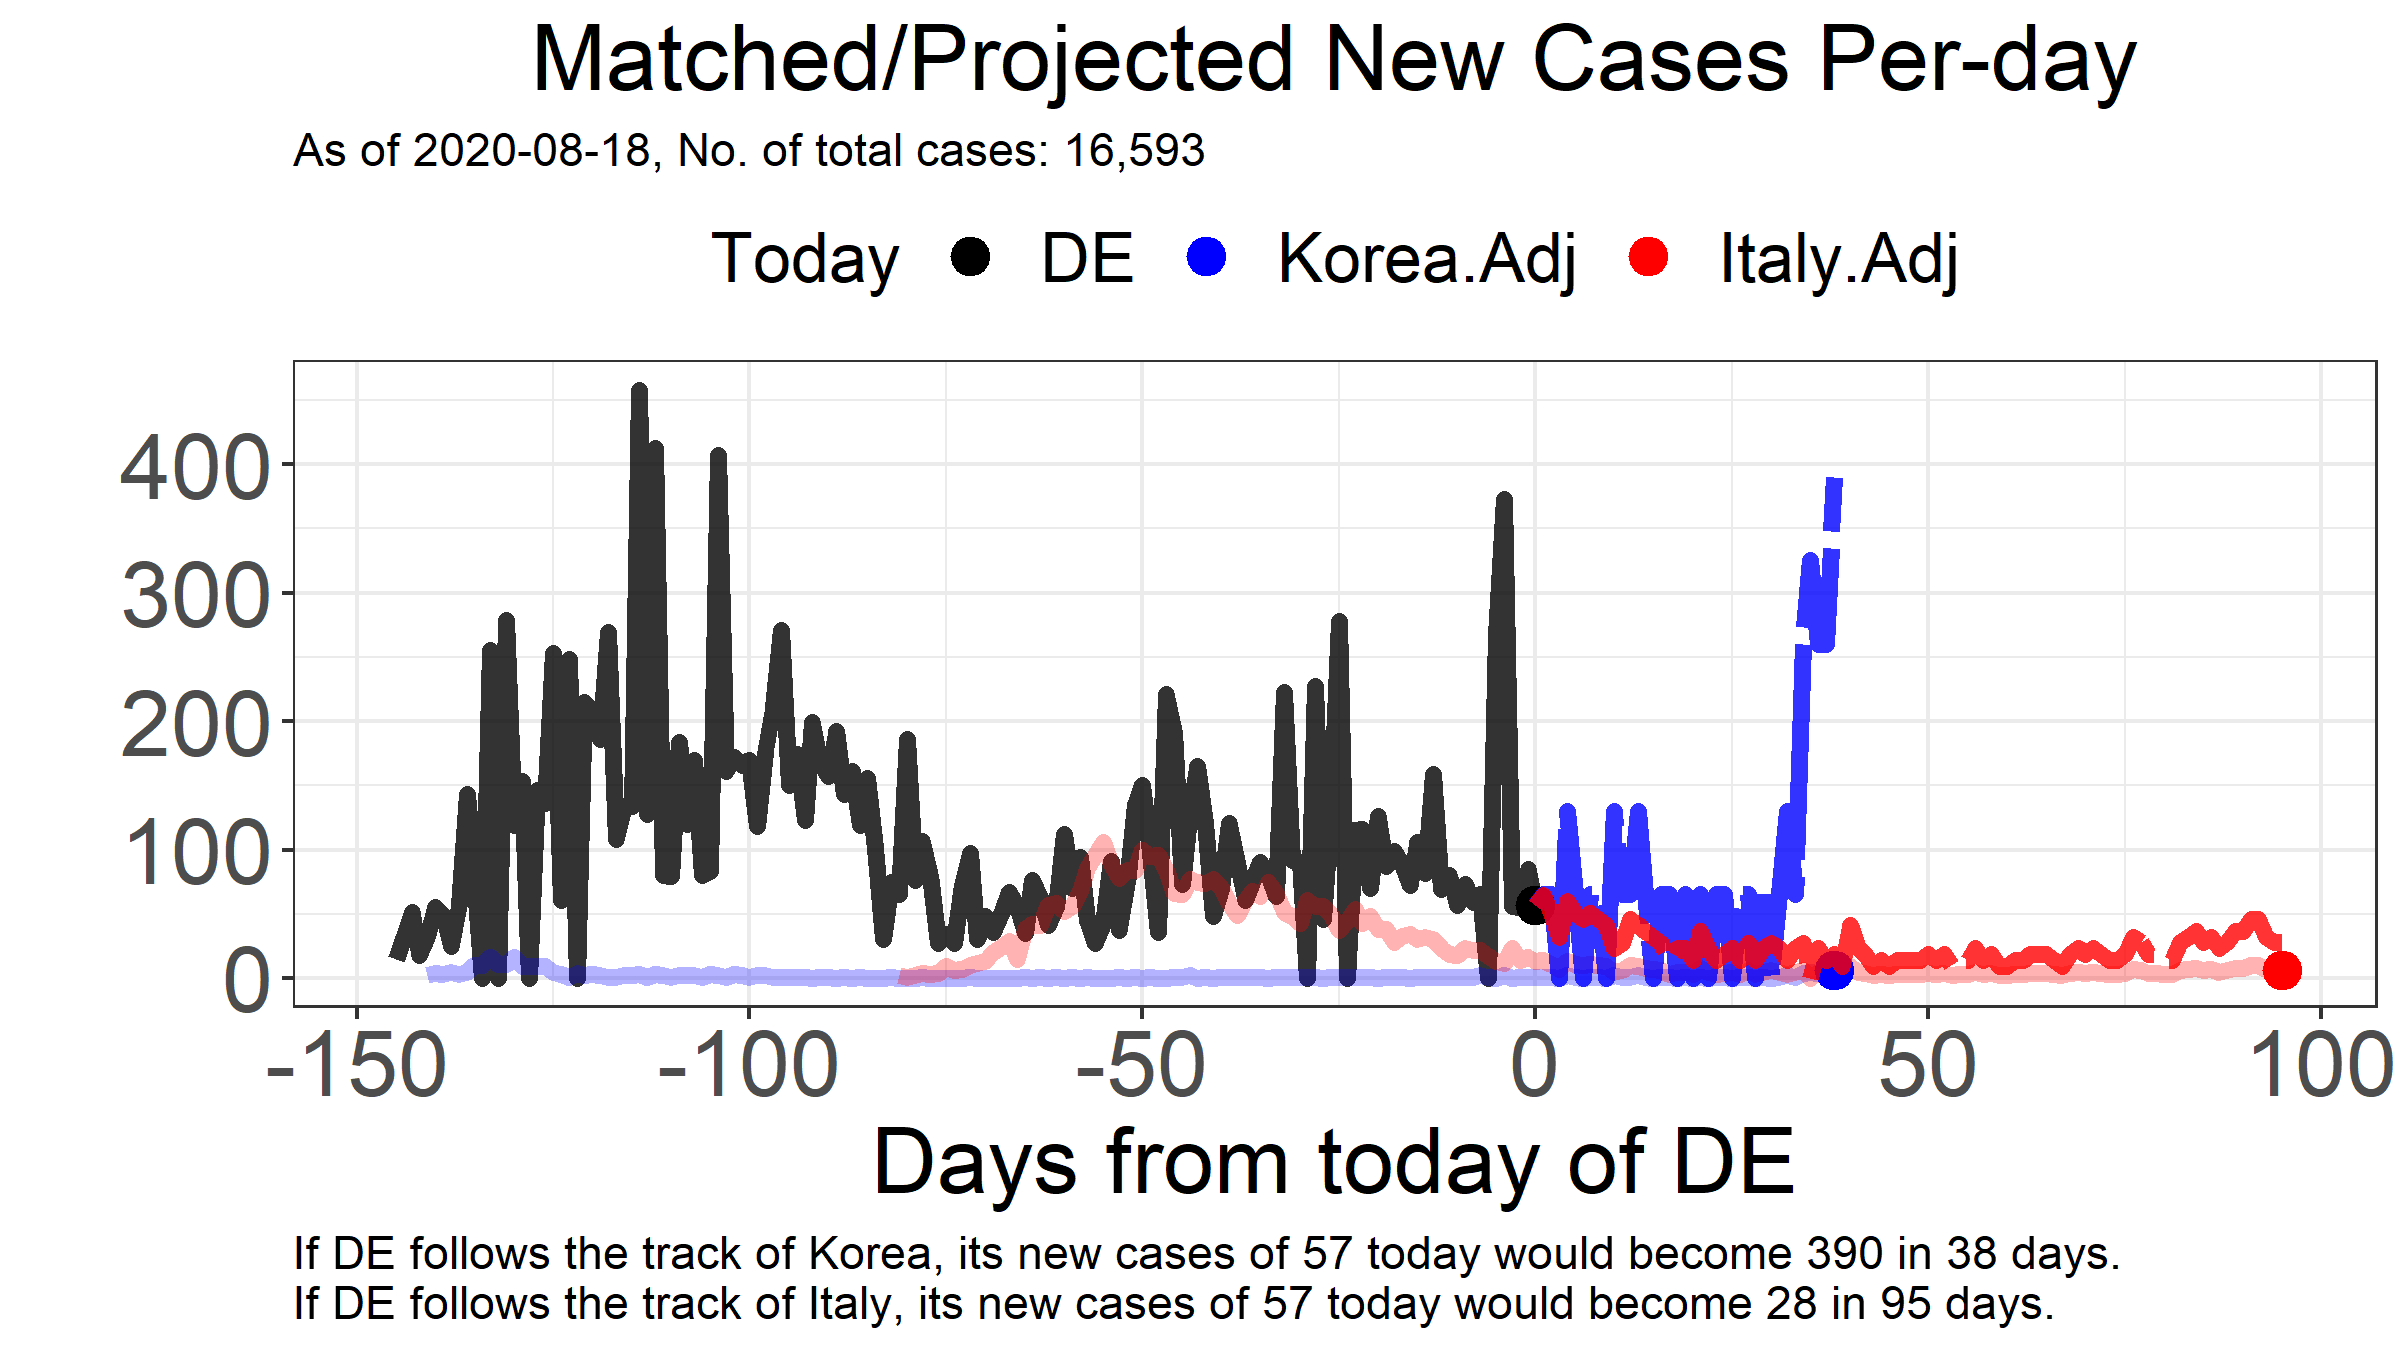 Matched/Projected New Cases Per-day
As of 2020-08-18, No. of total cases: 16,593
Today DE Korea.Adj Italy.Adj
400
300
200
100
0
-150 -100 -50 0 50 100
Days from today of DE
If DE follows the track of Korea, its new cases of 57 today would become 390 in 38 days.
If DE follows the track of Italy, its new cases of 57 today would become 28 in 95 days.